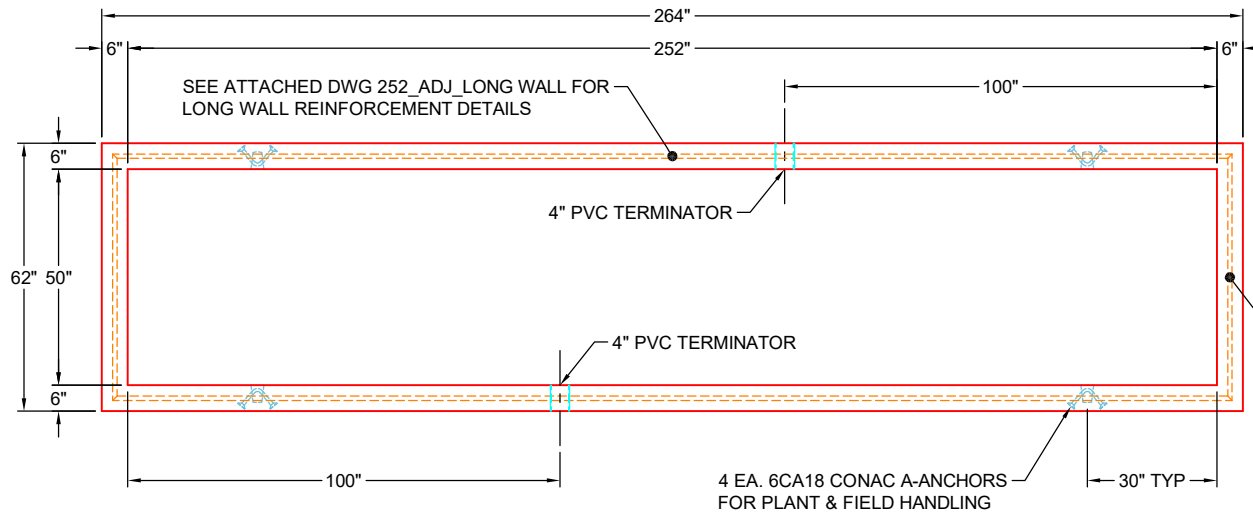 264"
6"
252"
6"
SEE ATTACHED DWG 252_ADJ_LONG WALL FOR
LONG WALL REINFORCEMENT DETAILS
100"
6"
4" PVC TERMINATOR
62"
50"
4" PVC TERMINATOR
6"
100"
4 EA. 6CA18 CONAC A-ANCHORS
FOR PLANT & FIELD HANDLING
30" TYP